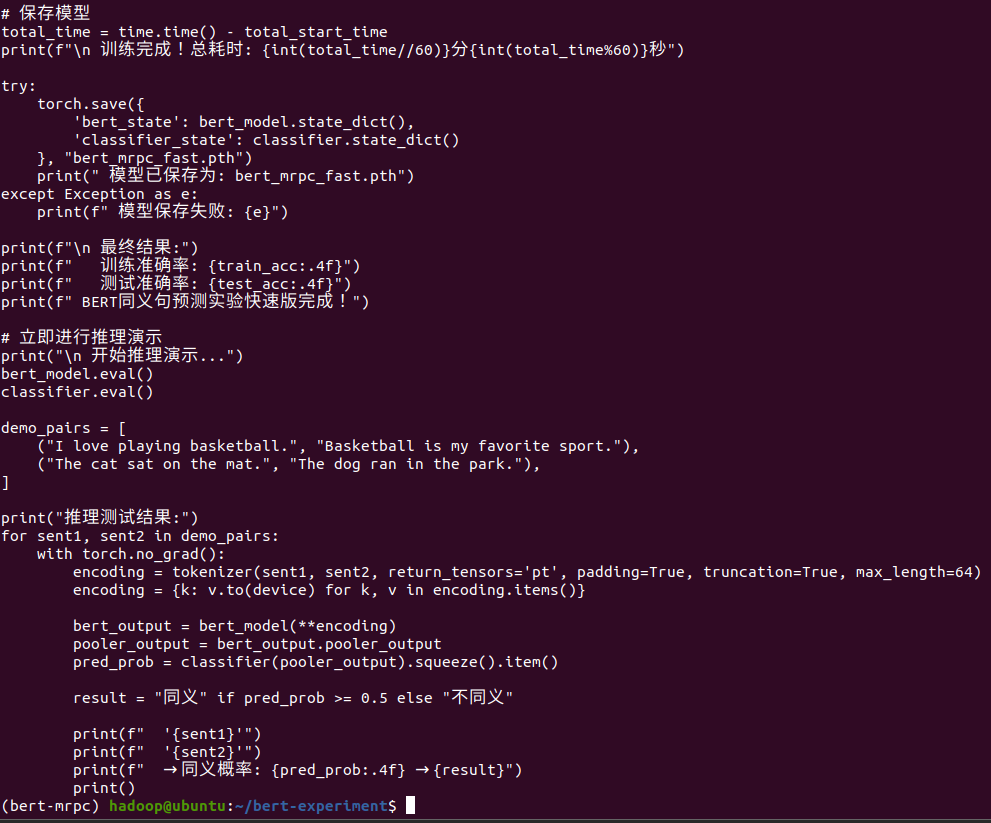 # 保存模型
total_time = time.time() - total_start_time
print(f"\n 训练完成！总耗时: {int(total_time//60)}分{int(total_time%60)}秒")

try:
    torch.save({
        'bert_state': bert_model.state_dict(),
        'classifier_state': classifier.state_dict()
    }, "bert_mrpc_fast.pth")
    print(" 模型已保存为: bert_mrpc_fast.pth")
except Exception as e:
    print(f" 模型保存失败: {e}")

print(f"\n 最终结果:")
print(f"   训练准确率: {train_acc:.4f}")
print(f"   测试准确率: {test_acc:.4f}")
print(f" BERT同义句预测实验快速版完成！")

# 立即进行推理演示
print("\n 开始推理演示...")
bert_model.eval()
classifier.eval()

demo_pairs = [
    ("I love playing basketball.", "Basketball is my favorite sport."),
    ("The cat sat on the mat.", "The dog ran in the park."),
]

print("推理测试结果:")
for sent1, sent2 in demo_pairs:
    with torch.no_grad():
        encoding = tokenizer(sent1, sent2, return_tensors='pt', padding=True, truncation=True, max_length=64)
        encoding = {k: v.to(device) for k, v in encoding.items()}

        bert_output = bert_model(**encoding)
        pooler_output = bert_output.pooler_output
        pred_prob = classifier(pooler_output).squeeze().item()

        result = "同义" if pred_prob >= 0.5 else "不同义"

        print(f"  '{sent1}'")
        print(f"  '{sent2}'")
        print(f"  →同义概率: {pred_prob:.4f} →{result}")
        print()
(bert-mrpc) hadoop@ubuntu:~/bert-experiment$